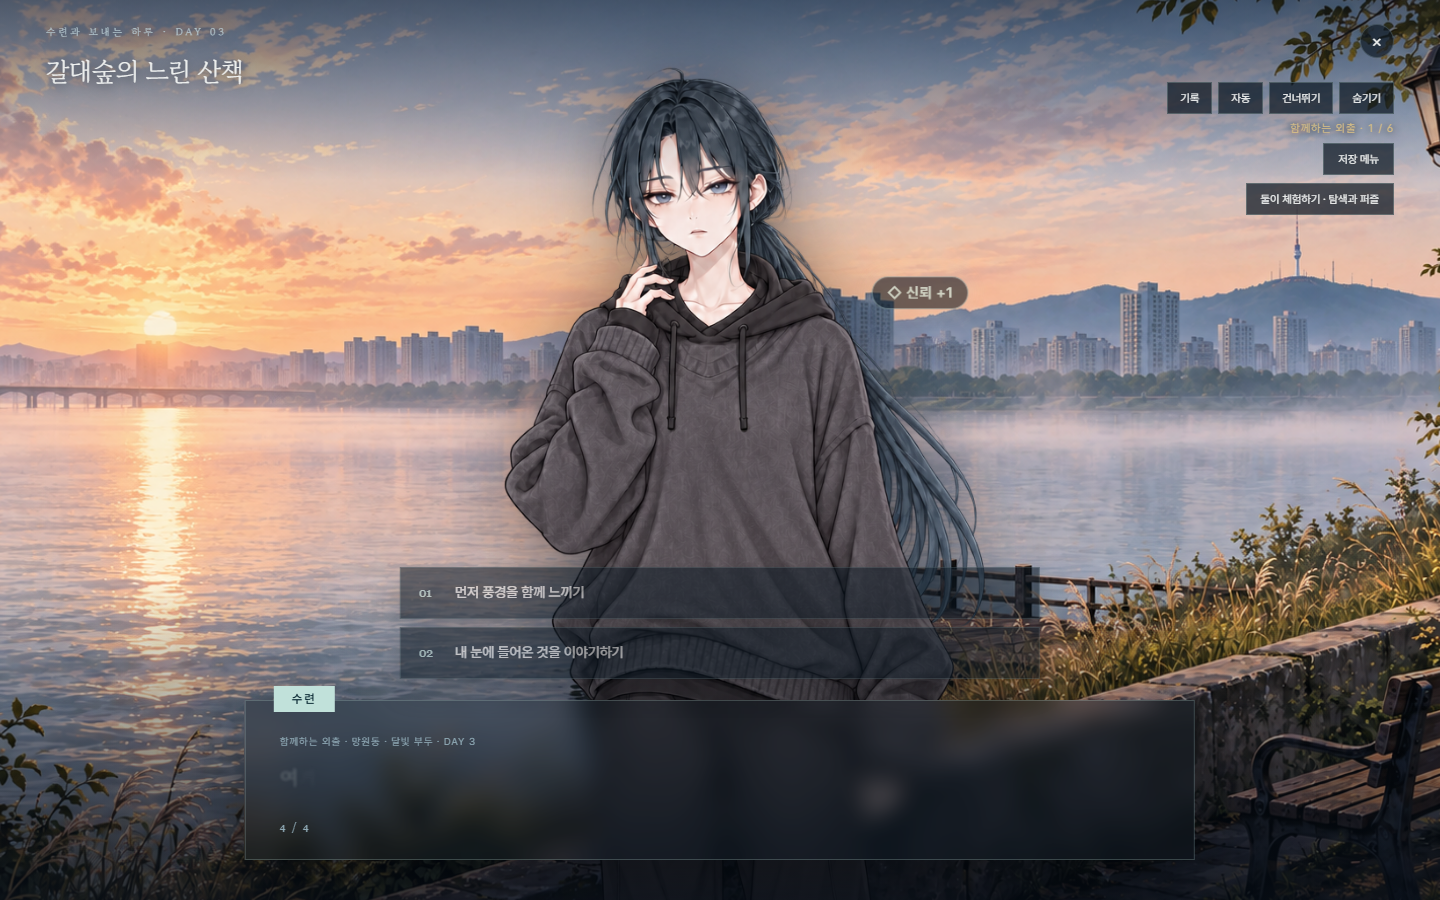 수련과 보내는 하루 · DAY 03
갈대숲의 느린 산책
×
기록 자동 건너뛰기 숨기기
함께하는 외출 · 1 / 6
저장 메뉴
둘이 체험하기 · 탐색과 퍼즐
◇ 신뢰 +1
01 먼저 풍경을 함께 느끼기
02 내 눈에 들어온 것을 이야기하기
수련
함께하는 외출 · 망원동 · 달빛 부두 · DAY 3
여
4 / 4